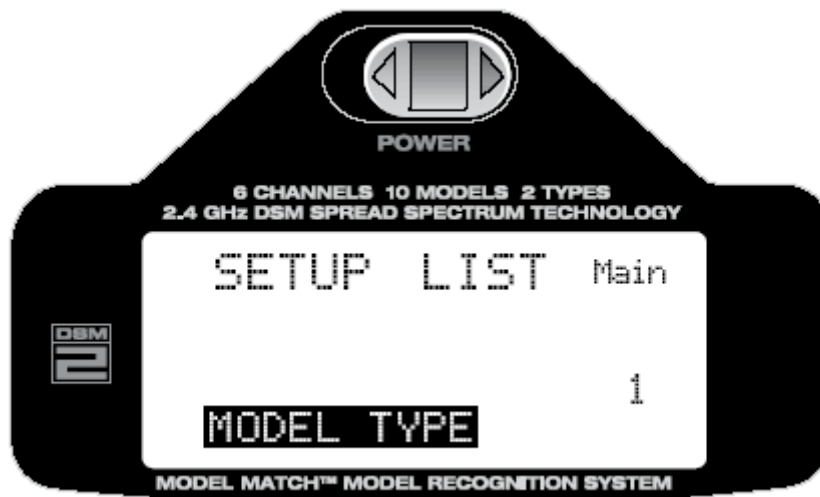 POWER
6 CHANNELS 10 MODELS 2 TYPES
2.4 GHz DSM SPREAD SPECTRUM TECHNOLOGY
SETUP LIST Main
DSM
2
1
MODEL TYPE
MODEL MATCH™ MODEL RECOGNITION SYSTEM